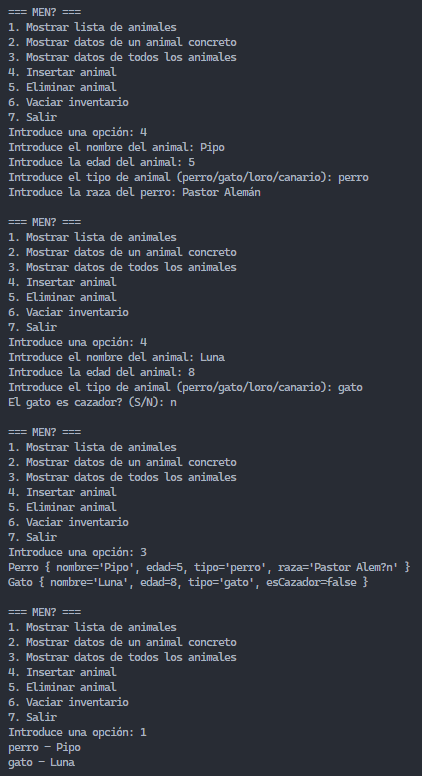 === MEN? ===
1. Mostrar lista de animales
2. Mostrar datos de un animal concreto
3. Mostrar datos de todos los animales
4. Insertar animal
5. Eliminar animal
6. Vaciar inventario
7. Salir
Introduce una opción: 4
Introduce el nombre del animal: Pipo
Introduce la edad del animal: 5
Introduce el tipo de animal (perro/gato/loro/canario): perro
Introduce la raza del perro: Pastor Alemán
=== MEN? ===
1. Mostrar lista de animales
2. Mostrar datos de un animal concreto
3. Mostrar datos de todos los animales
4. Insertar animal
5. Eliminar animal
6. Vaciar inventario
7. Salir
Introduce una opción: 4
Introduce el nombre del animal: Luna
Introduce la edad del animal: 8
Introduce el tipo de animal (perro/gato/loro/canario): gato
El gato es cazador? (S/N): n
=== MEN? ===
1. Mostrar lista de animales
2. Mostrar datos de un animal concreto
3. Mostrar datos de todos los animales
4. Insertar animal
5. Eliminar animal
6. Vaciar inventario
7. Salir
Introduce una opción: 3
Perro { nombre='Pipo', edad=5, tipo='perro', raza='Pastor Alem?n' }
Gato { nombre='Luna', edad=8, tipo='gato', esCazador=false }
=== MEN? ===
1. Mostrar lista de animales
2. Mostrar datos de un animal concreto
3. Mostrar datos de todos los animales
4. Insertar animal
5. Eliminar animal
6. Vaciar inventario
7. Salir
Introduce una opción: 1
perro - Pipo
gato - Luna